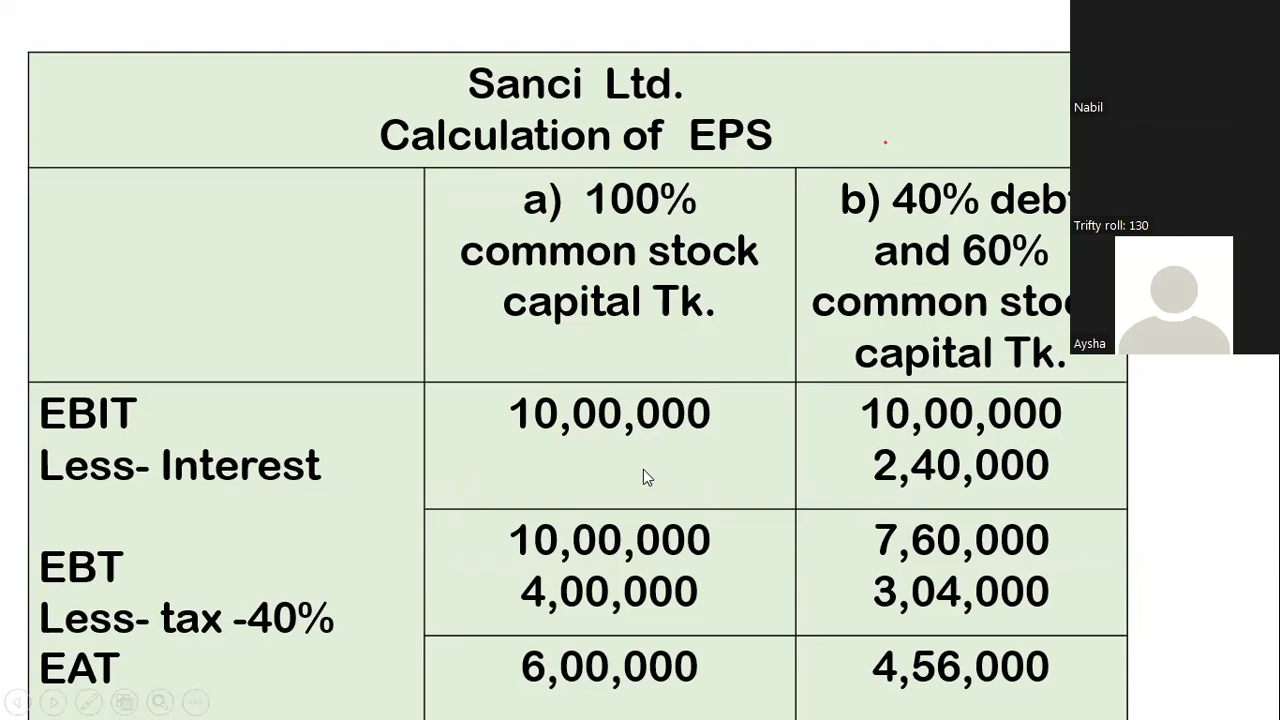 Sanci Ltd.
Calculation of EPS
a) 100%
common stock
capital Tk.
b) 40%
and 60%
common
capital Tk.
EBIT
Less- Interest
10,00,000
10,00,000
2,40,000
EBT
Less- tax -40%
EAT
10,00,000
4,00,000
7,60,000
3,04,000
6,00,000
4,56,000
Nabil
Trifty roll: 130
Aysha